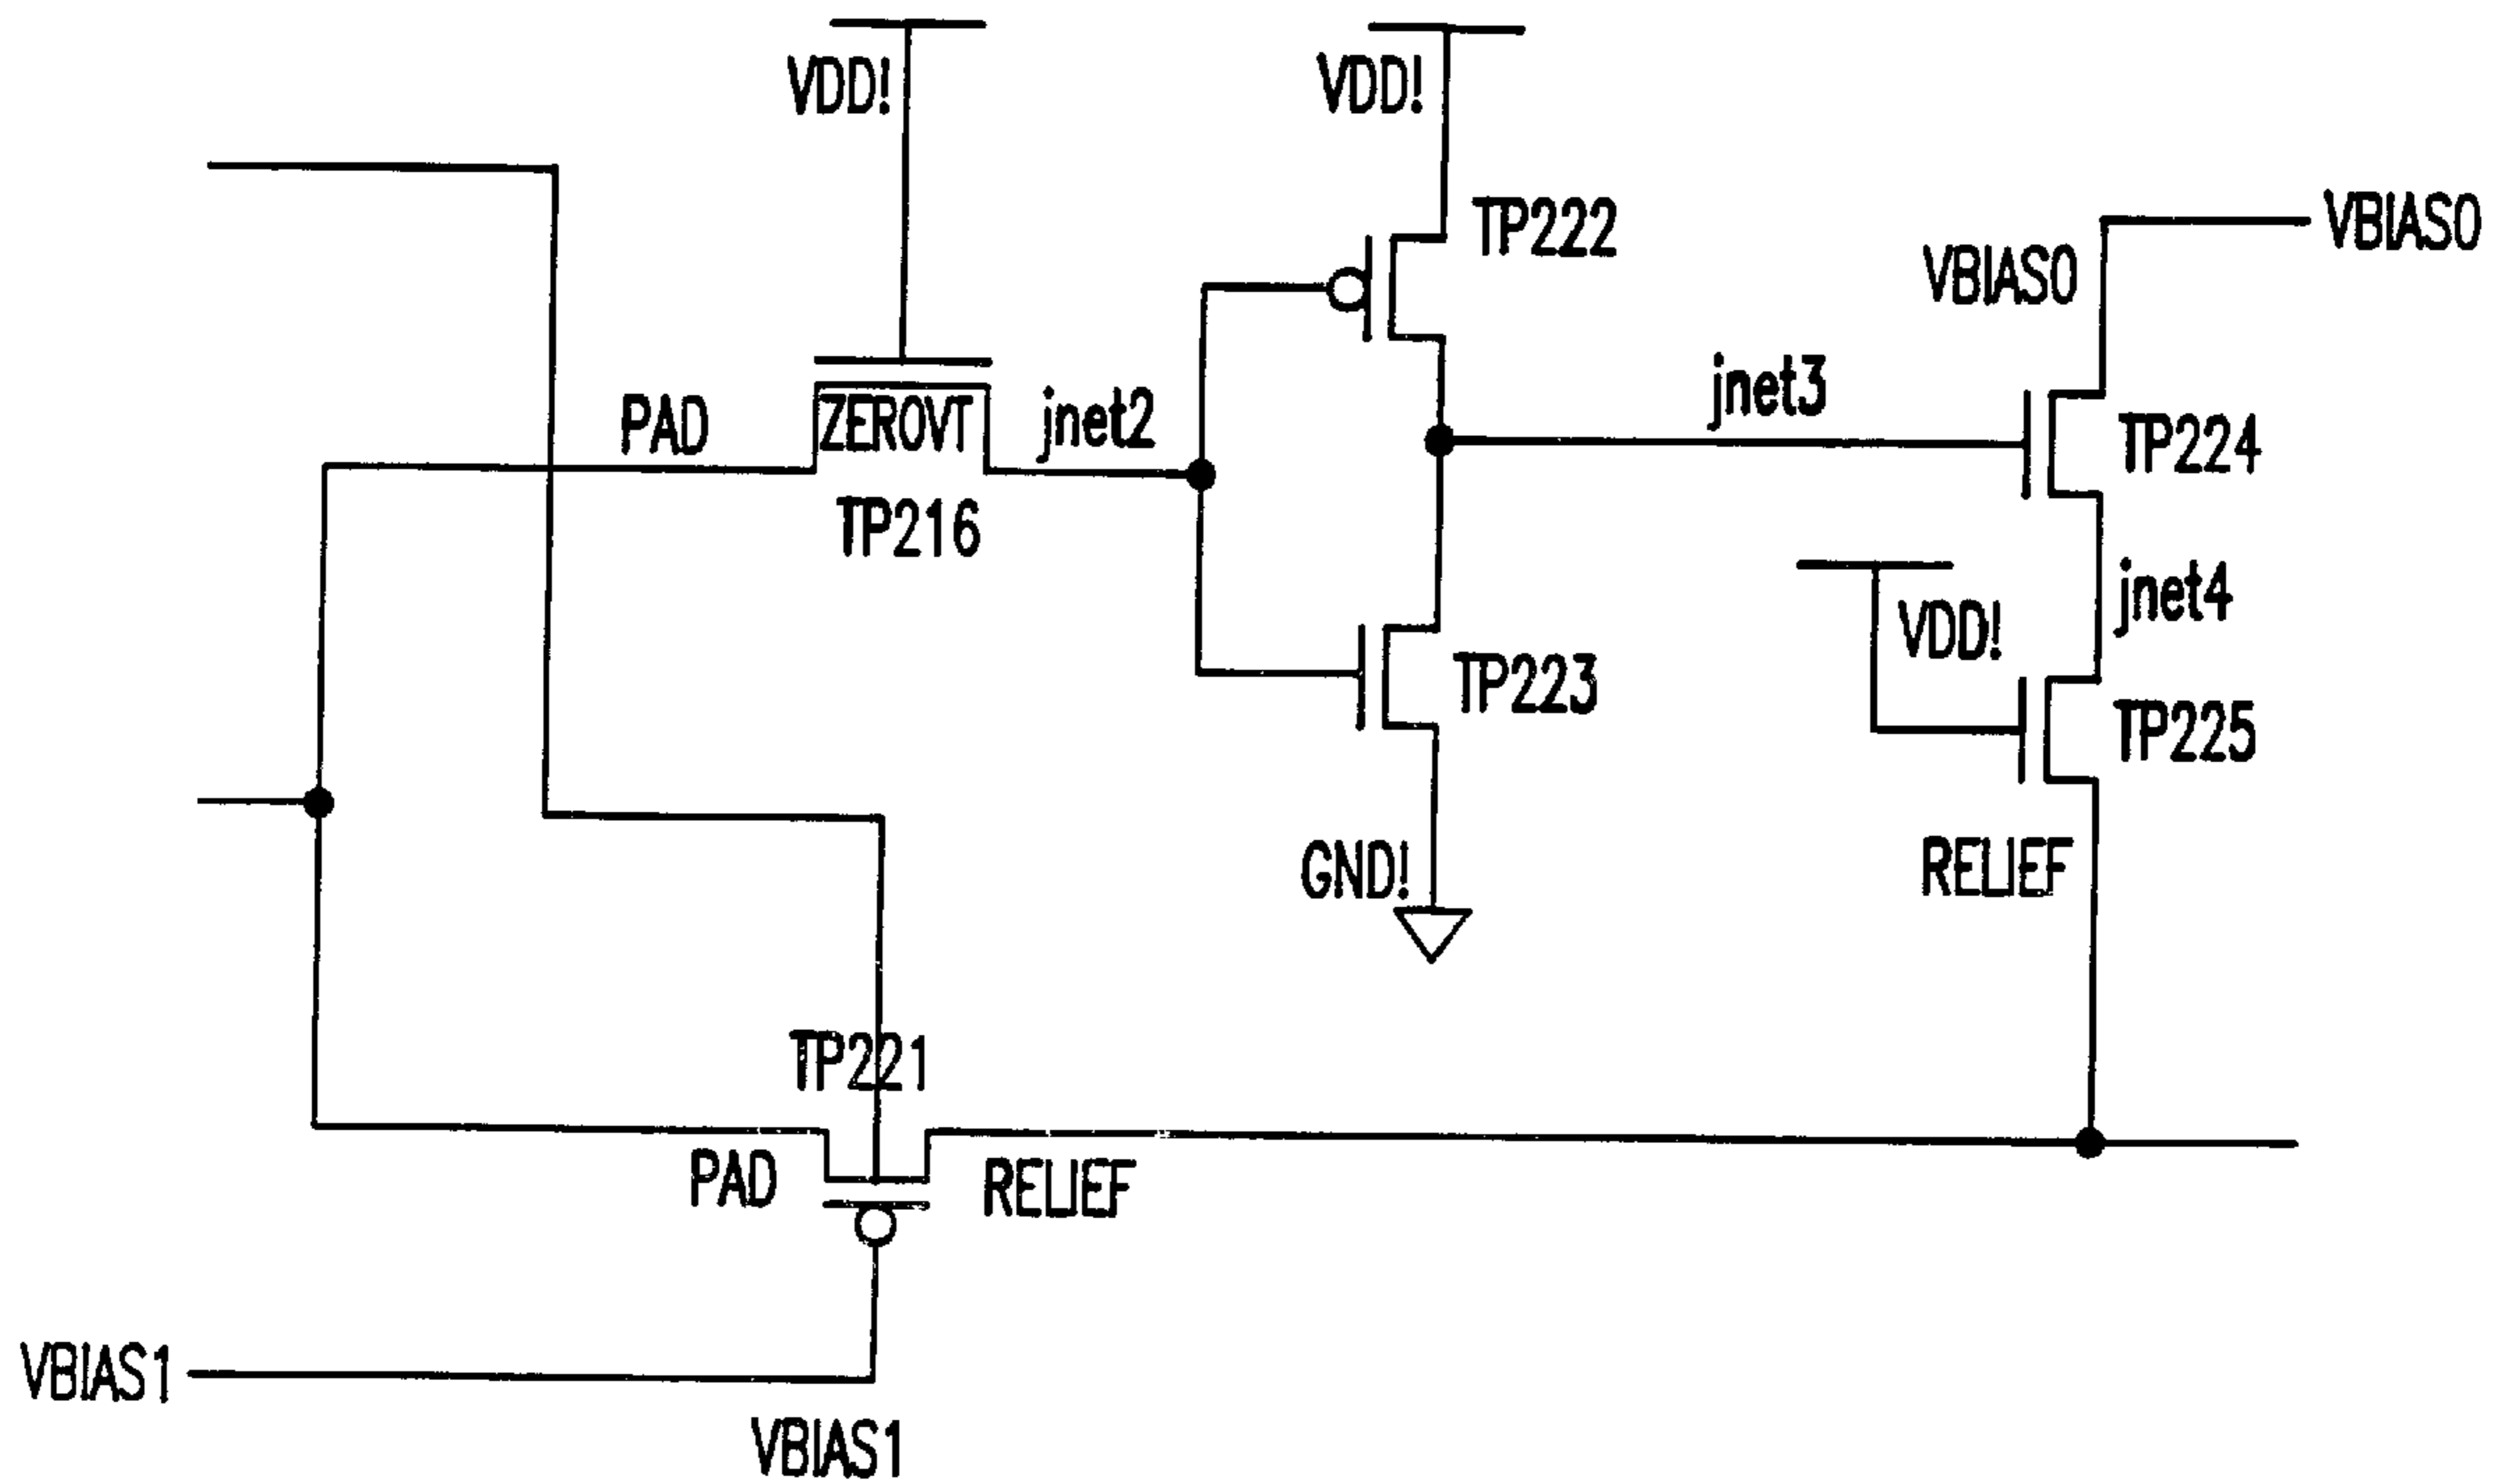 VDD!
VDD!
TP222
VBIAS0
VBIAS0
jnet3
PAD
ZEROVT
jnet2
TP224
TP216
jnet4
VDD!
TP223
TP225
GND!
RELIEF
TP221
PAD
RELIEF
VBIAS1
VBIAS1